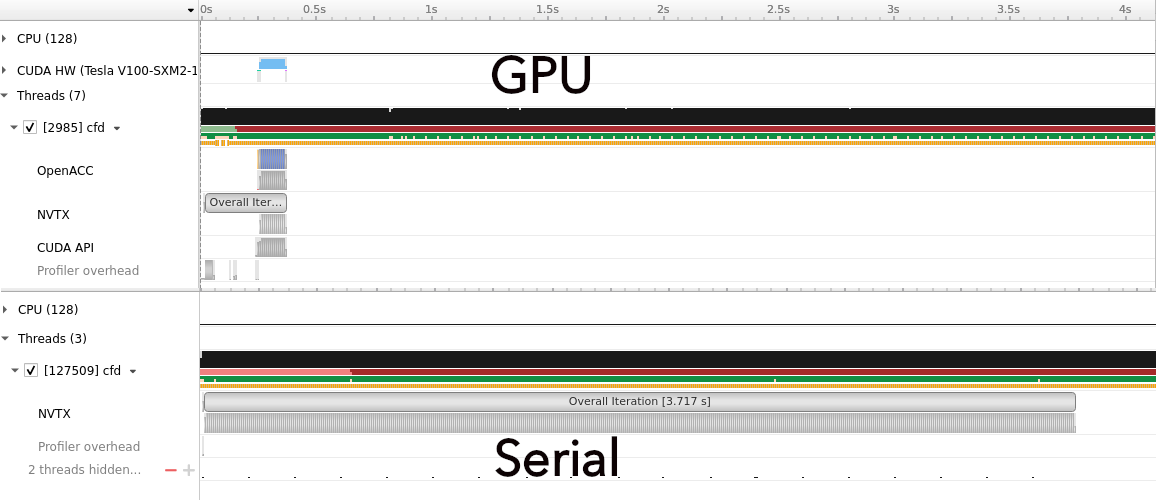 0s 0.5s 1s 1.5s 2s 2.5s 3s 3.5s 4s
CPU (128)
CUDA HW (Tesla V100-SXM2-1
GPU
Threads (7)
[2985] cfd
OpenACC
Overall Iter...
NVTX
CUDA API
Profiler overhead
CPU (128)
Threads (3)
[127509] cfd
Overall Iteration [3.717 s]
NVTX
Profiler overhead
Serial
2 threads hidden...